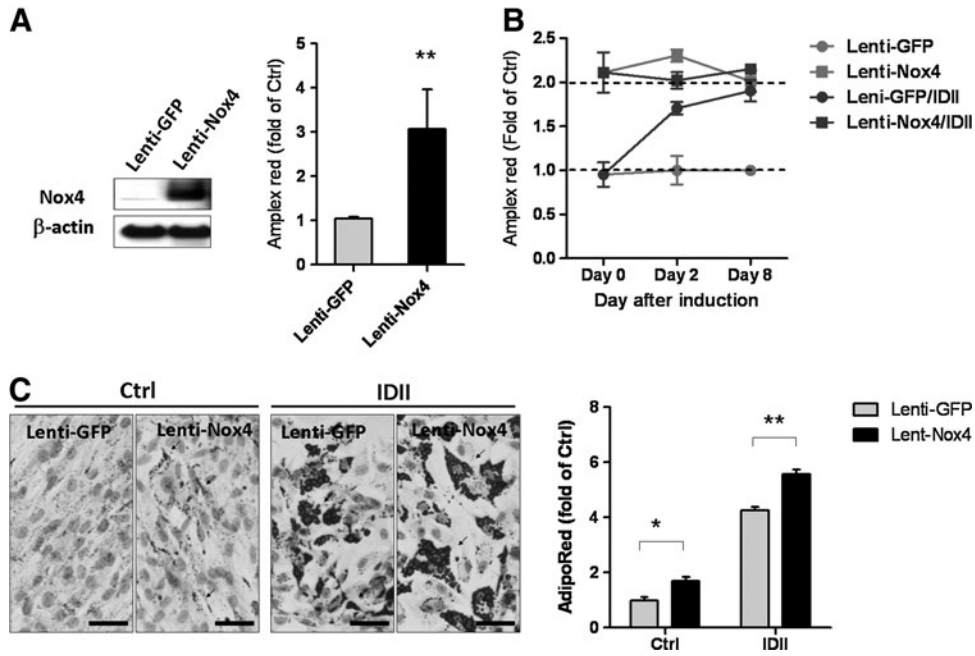 A
Lenti-GFP
Lenti-Nox4
Nox4
β-actin
Amplex red (fold of Ctrl)
5
4
3
2
1
0
**
Lenti-GFP
Lenti-Nox4
B
Amplex red (Fold of Ctrl)
2.5
2.0
1.5
1.0
0.5
0.0
Day 0 Day 2 Day 8
Day after induction
Lenti-GFP
Lenti-Nox4
Leni-GFP/IDII
Lenti-Nox4/IDII
C
Ctrl IDII
Lenti-GFP Lenti-Nox4 Lenti-GFP Lenti-Nox4
AdipoRed (fold of Ctrl)
8
6
4
2
0
*
**
Ctrl IDII
Lenti-GFP
Lent-Nox4